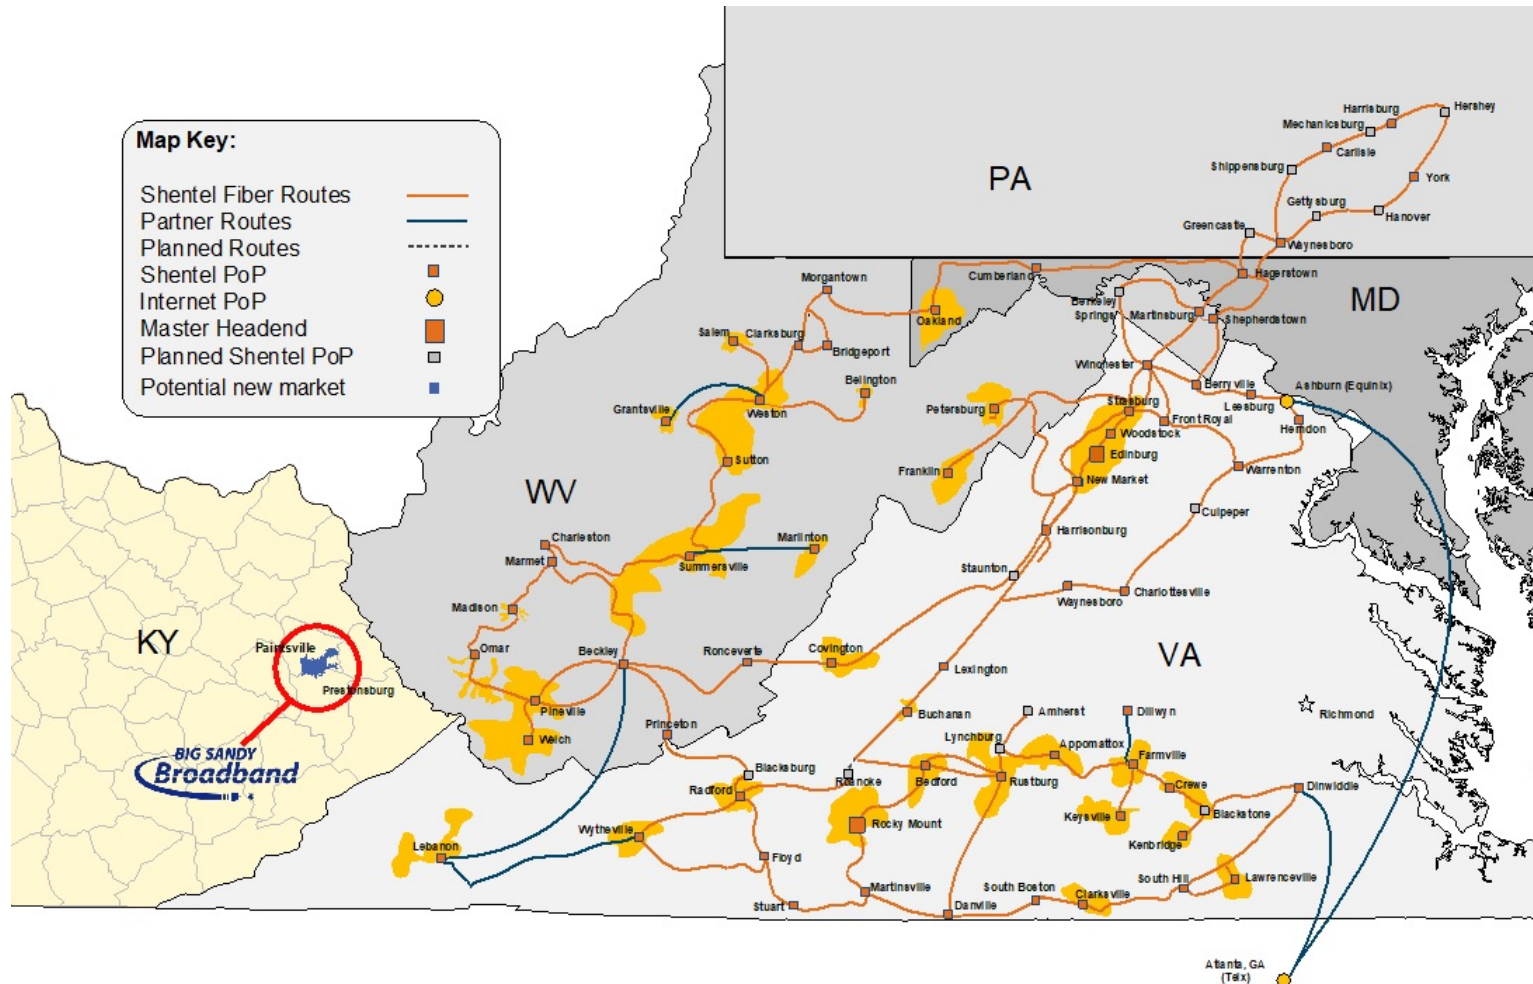 Map Key:
Shentel Fiber Routes
Partner Routes
Planned Routes
Shentel PoP
Internet PoP
Master Headend
Planned Shentel PoP
Potential new market
PA
MD
WV
KY
VA
Harrisburg
Hershey
Mechanicsburg
Carlisle
Shippensburg
York
Gettysburg
Hanover
Greencastle
Waynesboro
Cumberland
Hagerstown
Morgantown
Berkeley
Springs
Martinsburg
Shepherdstown
Oakland
Salem
Clarksburg
Bridgeport
Winchester
Belington
Berryville
Ashburn (Equinix)
Grantsville
Weston
Petersburg
Strasburg
Leesburg
Front Royal
Herndon
Woodstock
Edinburg
Sutton
Franklin
New Market
Warrenton
Culpeper
Charleston
Marlinton
Harrisonburg
Marmet
Summersville
Staunton
Waynesboro
Charlottesville
Madison
Paintsville
Omar
Beckley
Ronceverte
Covington
Lexington
Prestonsburg
Pineville
Buchanan
Amherst
Dillwyn
Richmond
Princeton
Welch
Lynchburg
Appomattox
BIG SANDY
Broadband
Blacksburg
Roanoke
Bedford
Rustburg
Farmville
Radford
Crewe
Dinwiddie
Rocky Mount
Keysville
Blackstone
Wytheville
Lebanon
Kenbridge
Floyd
Martinsville
South Boston
Clarksville
South Hill
Lawrenceville
Stuart
Danville
Atlanta, GA
(Telx)